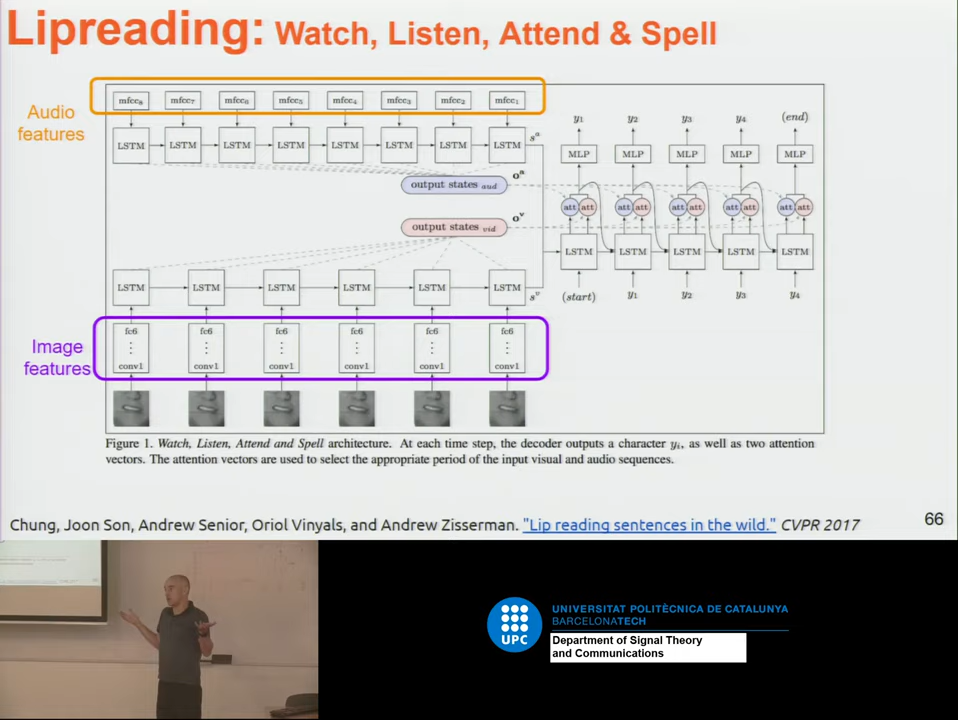 Lipreading: Watch, Listen, Attend & Spell
Audio
features
mfcc8 mfcc7 mfcc6 mfcc5 mfcc4 mfcc3 mfcc2 mfcc1
LSTM LSTM LSTM LSTM LSTM LSTM LSTM LSTM
sᵃ
output states aud
oᵃ
output states vid
oᵛ
y1 y2 y3 y4 (end)
MLP MLP MLP MLP MLP
att att att att att att att att att att
LSTM LSTM LSTM LSTM LSTM
(start) y1 y2 y3 y4
LSTM LSTM LSTM LSTM LSTM LSTM
sᵛ
Image
features
fc6 fc6 fc6 fc6 fc6 fc6
conv1 conv1 conv1 conv1 conv1 conv1
Figure 1. Watch, Listen, Attend and Spell architecture. At each time step, the decoder outputs a character yi, as well as two attention
vectors. The attention vectors are used to select the appropriate period of the input visual and audio sequences.
Chung, Joon Son, Andrew Senior, Oriol Vinyals, and Andrew Zisserman. "Lip reading sentences in the wild." CVPR 2017
66
UPC
UNIVERSITAT POLITÈCNICA DE CATALUNYA
BARCELONATECH
Department of Signal Theory
and Communications